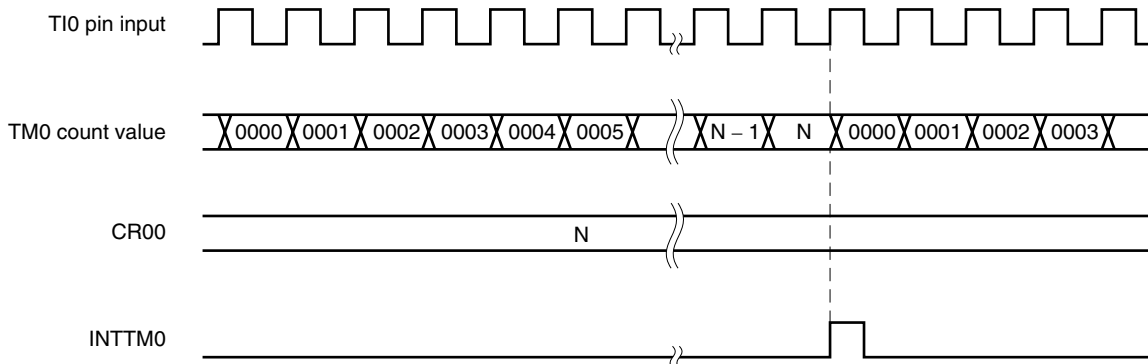 TI0 pin input
TM0 count value 0000 0001 0002 0003 0004 0005 N – 1 N 0000 0001 0002 0003
CR00 N
INTTM0